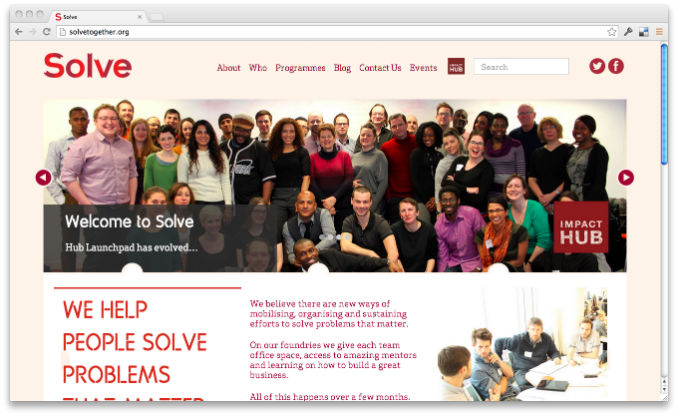 Solve
solvetogether.org
Solve
About Who Programmes Blog Contact Us Events
IMPACT
HUB
Search
Welcome to Solve
Hub Launchpad has evolved...
IMPACT
HUB
WE HELP
PEOPLE SOLVE
PROBLEMS
THAT MATTER
We believe there are new ways of
mobilising, organising and sustaining
efforts to solve problems that matter.
On our foundries we give each team
office space, access to amazing mentors
and learning on how to build a great
business.
All of this happens over a few months.